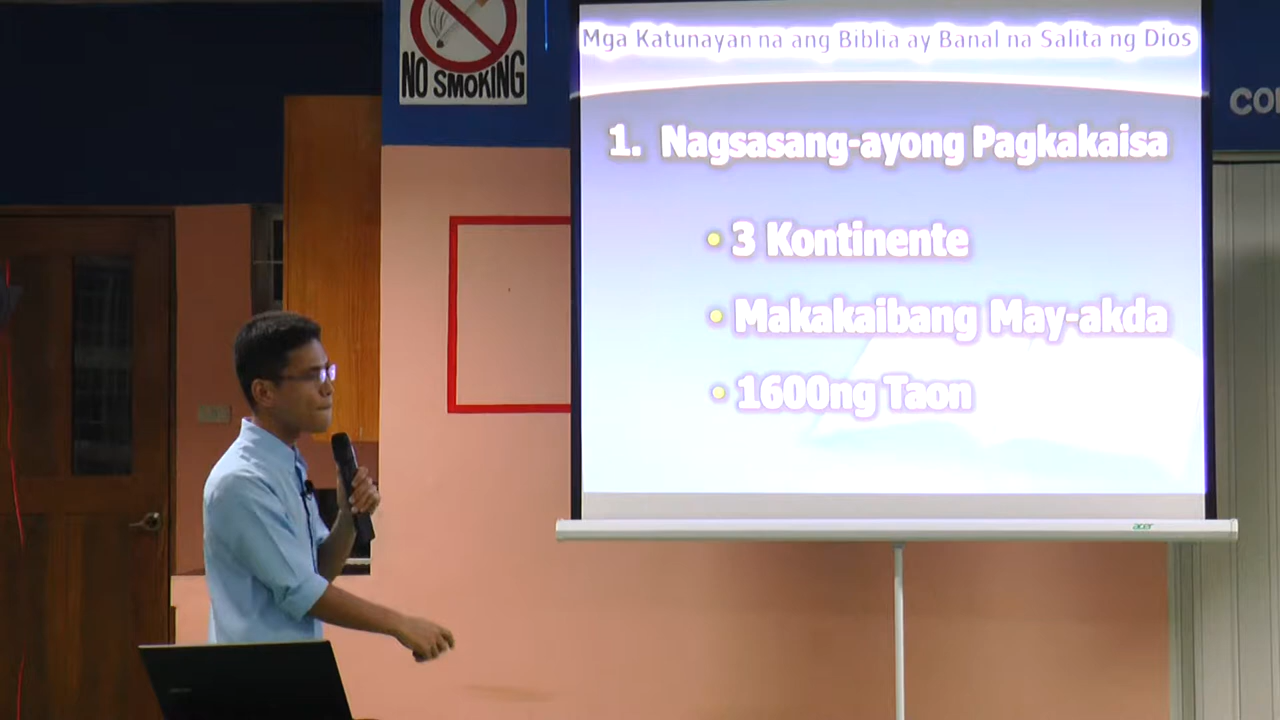 NO SMOKING
Mga Katunayan na ang Biblia ay Banal na Salita ng Dios
1. Nagsasang-ayong Pagkakaisa
• 3 Kontinente
• Makakaibang May-akda
• 1600ng Taon
acer